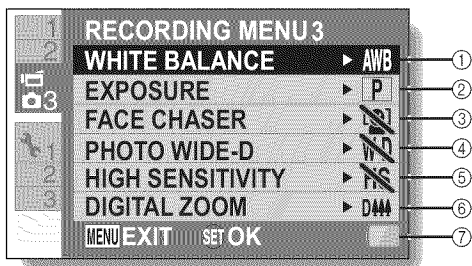 1 RECORDING MENU 3
2 WHITE BALANCE AWB ①
EXPOSURE P ②
3 FACE CHASER ③
1 PHOTO WIDE-D W-D ④
2 HIGH SENSITIVITY HS ⑤
3 DIGITAL ZOOM D ⑥
MENU EXIT SET OK ⑦